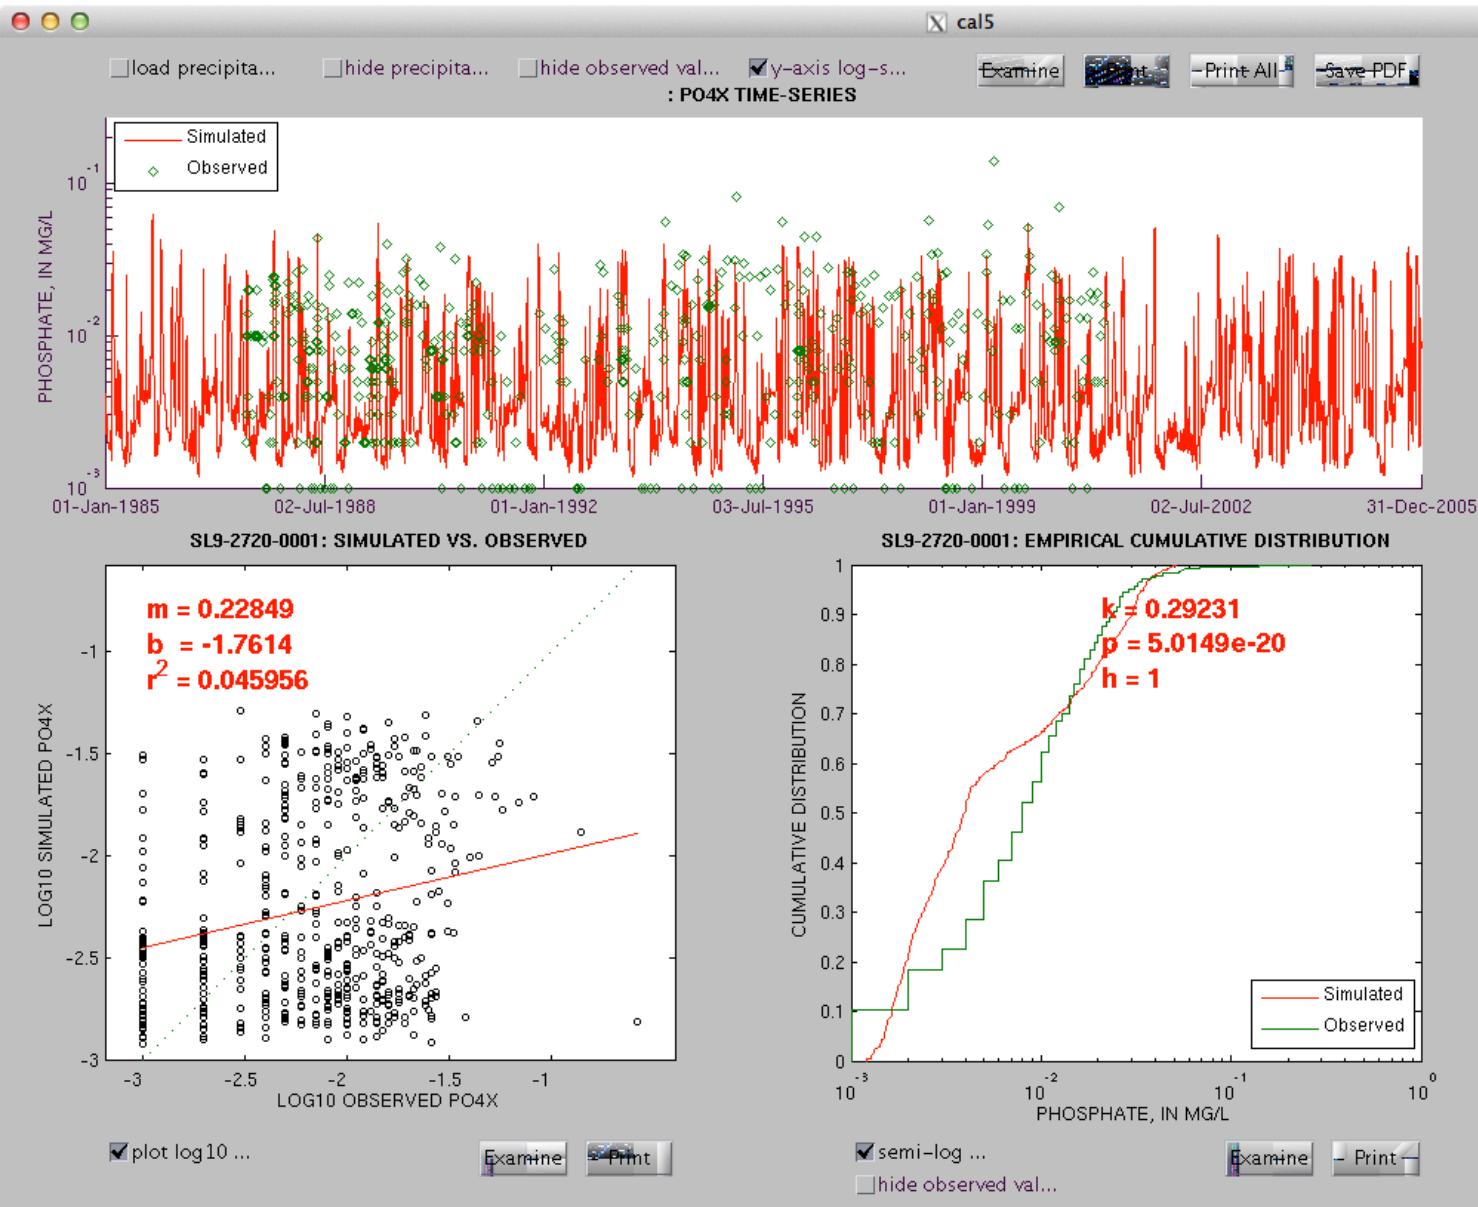 cal5
load precipita... hide precipita... hide observed val... y-axis log-s... Examine Print Print All Save PDF
: PO4X TIME-SERIES
Simulated
Observed
10-1
10-2
10-3
PHOSPHATE, IN MG/L
01-Jan-1985 02-Jul-1988 01-Jan-1992 03-Jul-1995 01-Jan-1999 02-Jul-2002 31-Dec-2005
SL9-2720-0001: SIMULATED VS. OBSERVED
m = 0.22849
b = -1.7614
r2 = 0.045956
-1
-1.5
-2
-2.5
-3
LOG10 SIMULATED PO4X
-3 -2.5 -2 -1.5 -1
LOG10 OBSERVED PO4X
plot log10 ... Examine Print
SL9-2720-0001: EMPIRICAL CUMULATIVE DISTRIBUTION
k = 0.29231
p = 5.0149e-20
h = 1
1
0.9
0.8
0.7
0.6
0.5
0.4
0.3
0.2
0.1
0
CUMULATIVE DISTRIBUTION
Simulated
Observed
10-3 10-2 10-1 100
PHOSPHATE, IN MG/L
semi-log ... Examine Print
hide observed val...